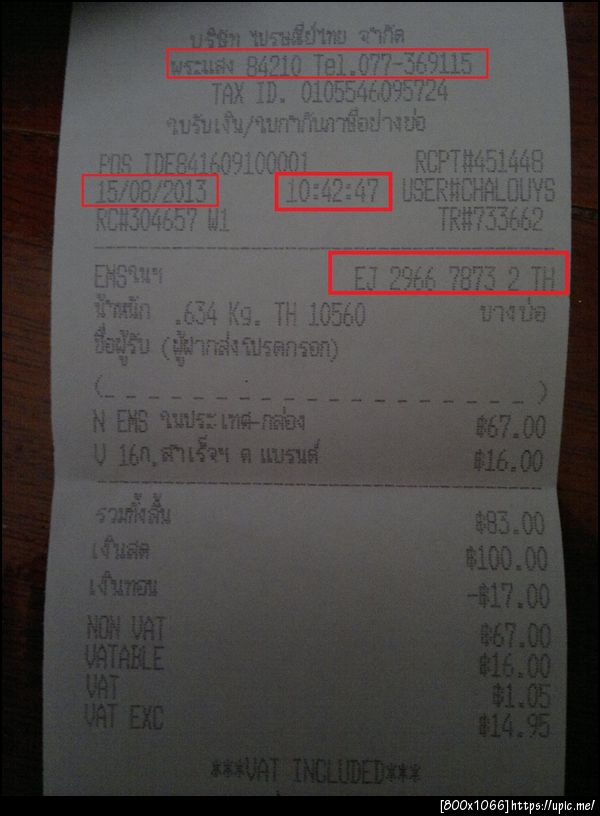 บริษัท ไปรษณีย์ไทย จำกัด
พระแสง 84210 Tel.077-369115
TAX ID. 0105546095724
ใบรับเงิน/ใบกำกับภาษีอย่างย่อ
POS IDE841609100001 RCPT#451448
15/08/2013 10:42:47 USER#CHALOUYS
RC#304657 W1 TR#733662
EMSในฯ EJ 2966 7873 2 TH
น้ำหนัก .634 Kg. TH 10560 บางบ่อ
ชื่อผู้รับ (ผู้ฝากส่งโปรดกรอก)
(_ _ _ _ _ _ _ _ _ _ _ _ _ _ _ _ _ _ _)
N EMS ในประเทศ-กล่อง ฿67.00
V 16ก.สำเร็จฯ ค แบรนด์ ฿16.00
รวมทั้งสิ้น ฿83.00
เงินสด ฿100.00
เงินทอน -฿17.00
NON VAT ฿67.00
VATABLE ฿16.00
VAT ฿1.05
VAT EXC ฿14.95
***VAT INCLUDED***
[800x1066]https://upic.me/